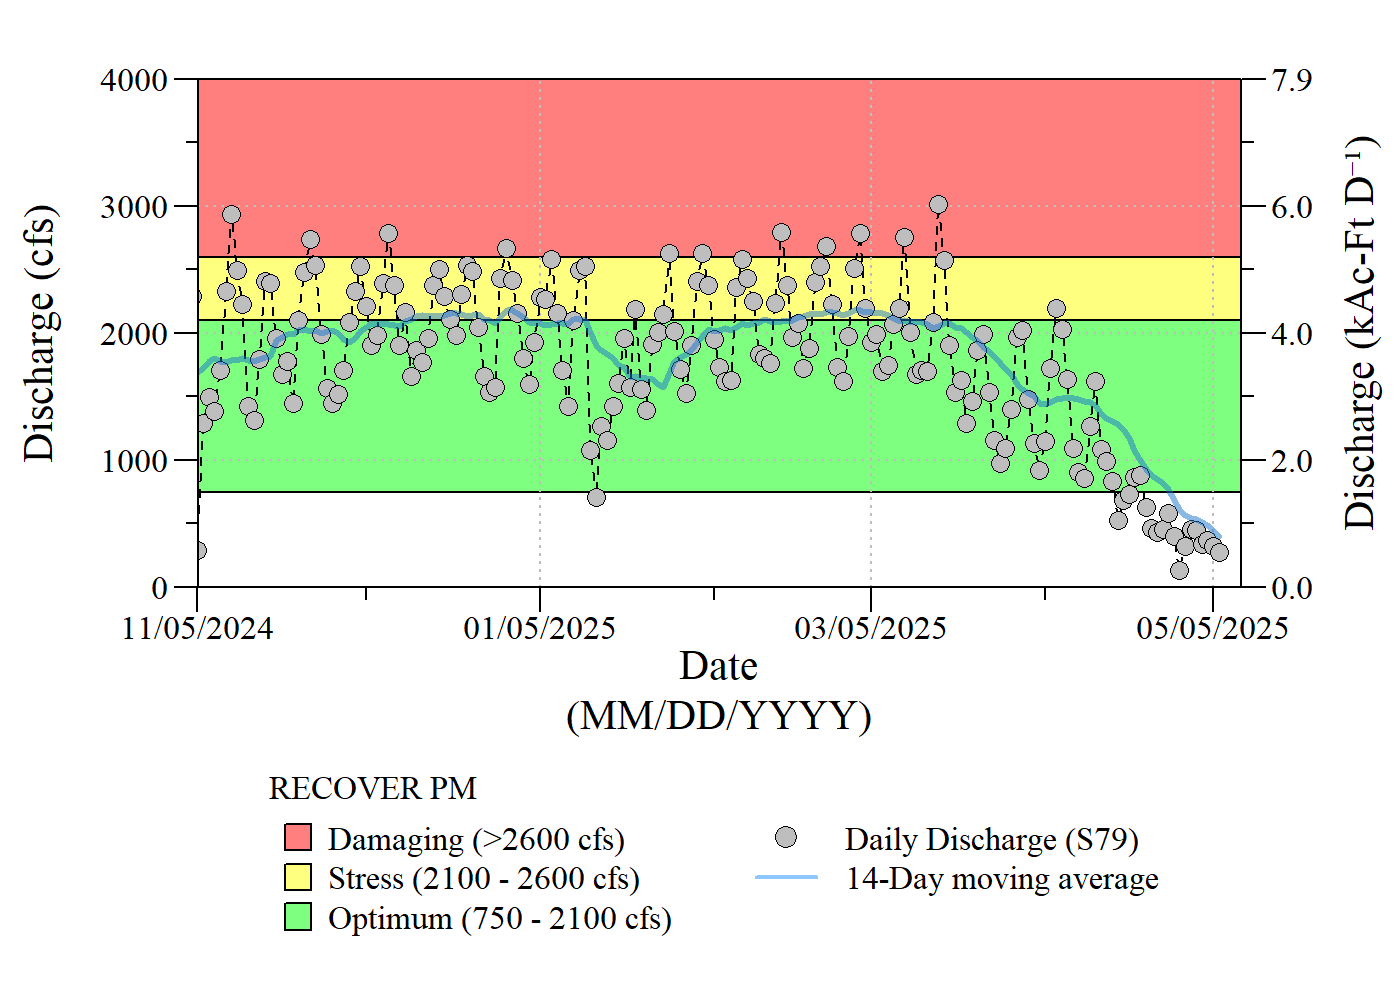 4000
3000
2000
1000
0
Discharge (cfs)
7.9
6.0
4.0
2.0
0.0
Discharge (kAc-Ft D⁻¹)
11/05/2024
01/05/2025
03/05/2025
05/05/2025
Date
(MM/DD/YYYY)
RECOVER PM
Damaging (>2600 cfs)
Stress (2100 - 2600 cfs)
Optimum (750 - 2100 cfs)
Daily Discharge (S79)
14-Day moving average